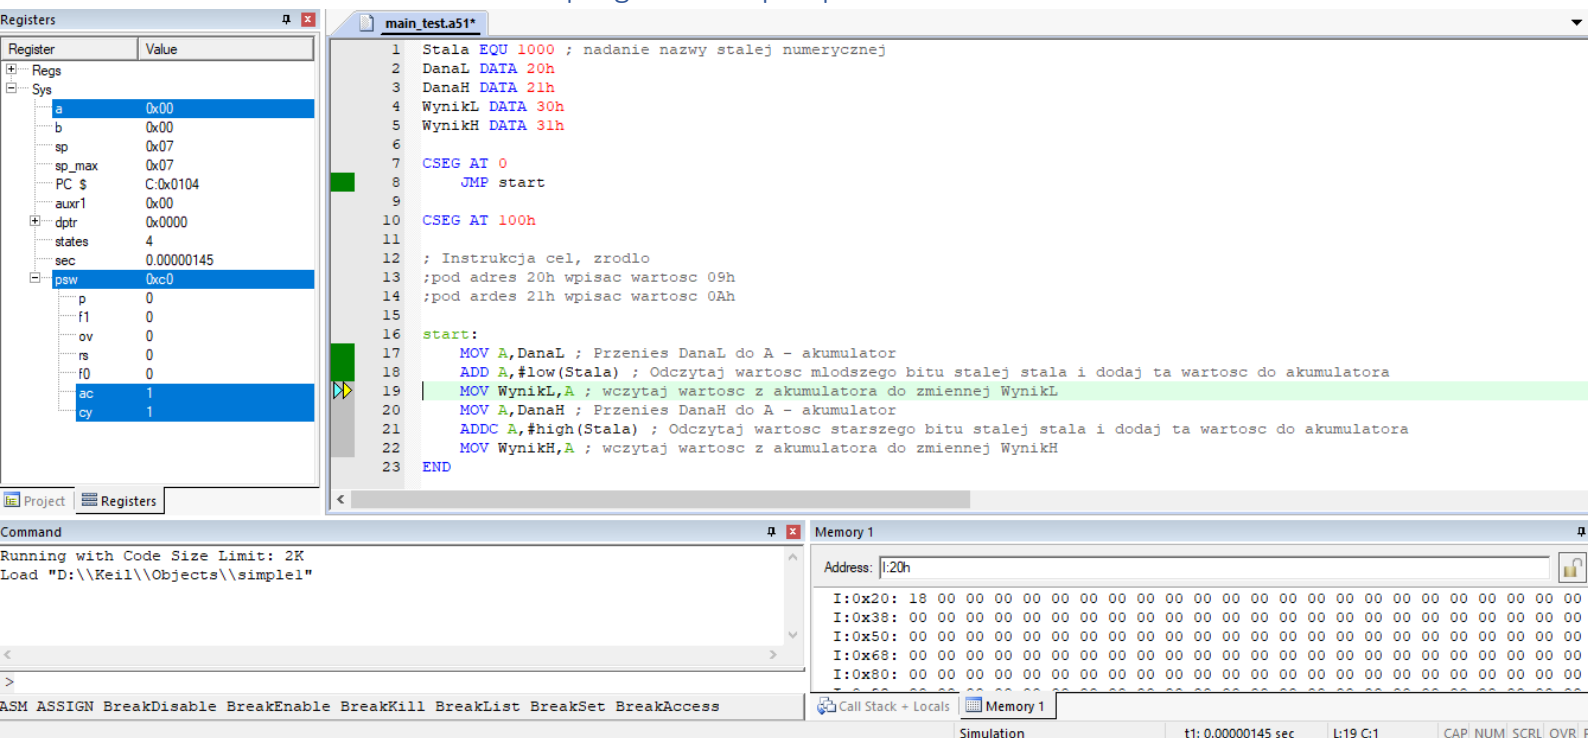 Registers
Register Value
Regs
Sys
a 0x00
b 0x00
sp 0x07
sp_max 0x07
PC $ C:0x0104
auxr1 0x00
dptr 0x0000
states 4
sec 0.00000145
psw 0xc0
p 0
f1 0
ov 0
rs 0
f0 0
ac 1
cy 1
Project Registers
main_test.a51*
1 Stala EQU 1000 ; nadanie nazwy stalej numerycznej
2 DanaL DATA 20h
3 DanaH DATA 21h
4 WynikL DATA 30h
5 WynikH DATA 31h
6
7 CSEG AT 0
8 JMP start
9
10 CSEG AT 100h
11
12 ; Instrukcja cel, zrodlo
13 ;pod adres 20h wpisac wartosc 09h
14 ;pod ardes 21h wpisac wartosc 0Ah
15
16 start:
17 MOV A,DanaL ; Przenies DanaL do A - akumulator
18 ADD A,#low(Stala) ; Odczytaj wartosc mlodszego bitu stalej stala i dodaj ta wartosc do akumulatora
19 MOV WynikL,A ; wczytaj wartosc z akumulatora do zmiennej WynikL
20 MOV A,DanaH ; Przenies DanaH do A - akumulator
21 ADDC A,#high(Stala) ; Odczytaj wartosc starszego bitu stalej stala i dodaj ta wartosc do akumulatora
22 MOV WynikH,A ; wczytaj wartosc z akumulatora do zmiennej WynikH
23 END
Command
Running with Code Size Limit: 2K
Load "D:\\Keil\\Objects\\simple1"
>
ASM ASSIGN BreakDisable BreakEnable BreakKill BreakList BreakSet BreakAccess
Memory 1
Address: I:20h
I:0x20: 18 00 00 00 00 00 00 00 00 00 00 00 00 00 00 00 00 00 00 00 00 00 00 00
I:0x38: 00 00 00 00 00 00 00 00 00 00 00 00 00 00 00 00 00 00 00 00 00 00 00 00
I:0x50: 00 00 00 00 00 00 00 00 00 00 00 00 00 00 00 00 00 00 00 00 00 00 00 00
I:0x68: 00 00 00 00 00 00 00 00 00 00 00 00 00 00 00 00 00 00 00 00 00 00 00 00
I:0x80: 00 00 00 00 00 00 00 00 00 00 00 00 00 00 00 00 00 00 00 00 00 00 00 00
Call Stack + Locals Memory 1
Simulation t1: 0.00000145 sec L:19 C:1 CAP NUM SCRL OVR